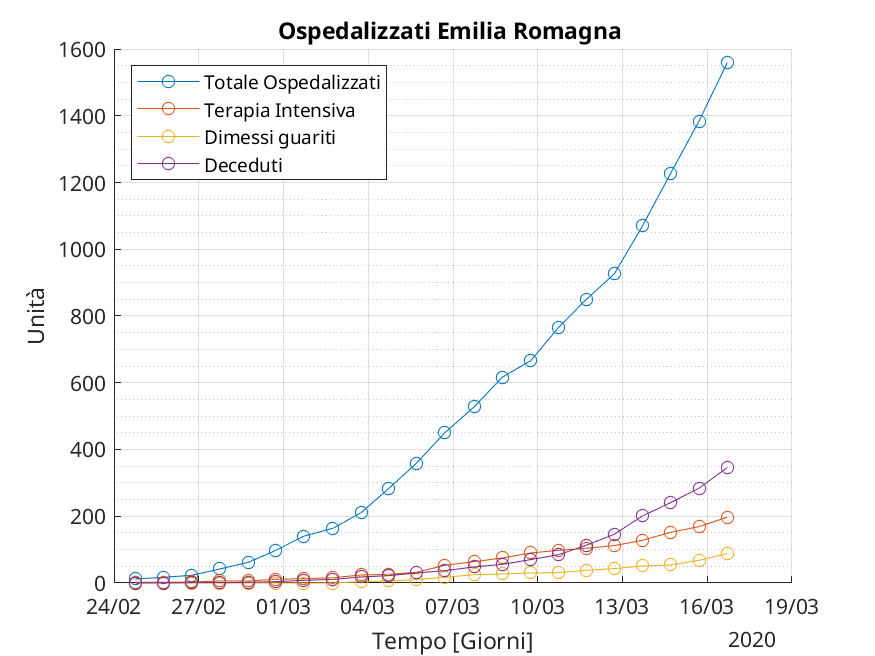 Ospedalizzati Emilia Romagna
1600
1400
1200
1000
800
600
400
200
0
Unità
Totale Ospedalizzati
Terapia Intensiva
Dimessi guariti
Deceduti
24/02 27/02 01/03 04/03 07/03 10/03 13/03 16/03 19/03
Tempo [Giorni]
2020